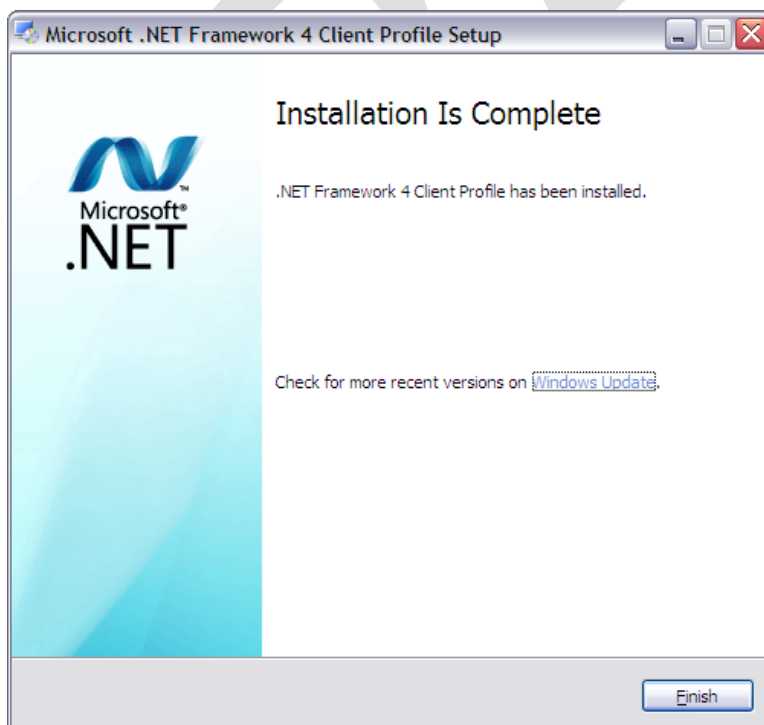 Microsoft .NET Framework 4 Client Profile Setup
Installation Is Complete
.NET Framework 4 Client Profile has been installed.
Microsoft®
.NET
™
Check for more recent versions on Windows Update.
Finish